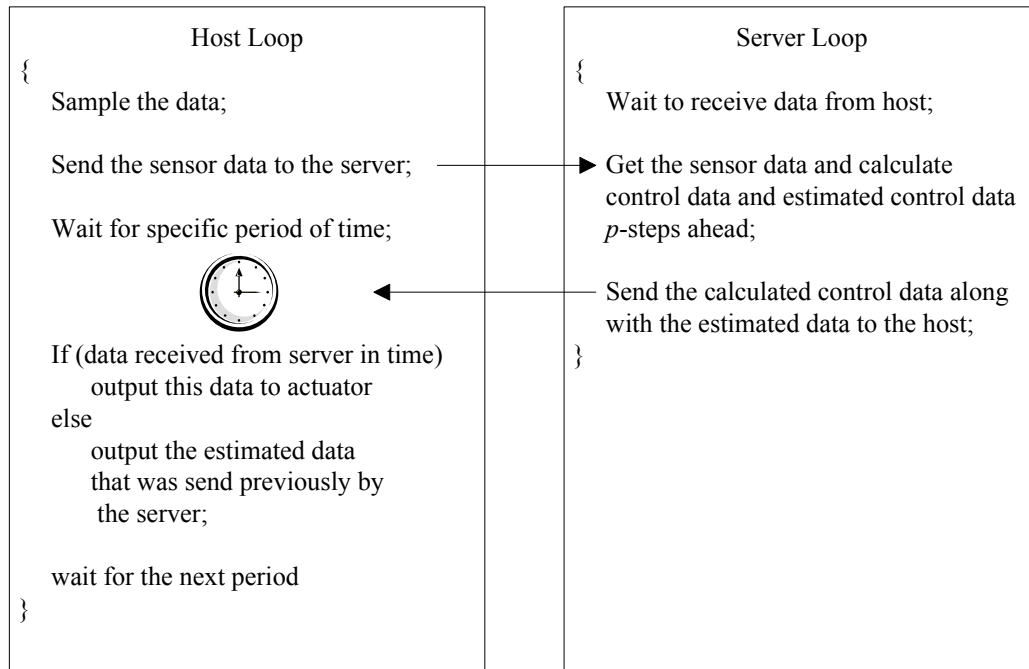 Host Loop
{
Sample the data;
Send the sensor data to the server;
Wait for specific period of time;
If (data received from server in time)
output this data to actuator
else
output the estimated data
that was send previously by
the server;
wait for the next period
}
Server Loop
{
Wait to receive data from host;
Get the sensor data and calculate
control data and estimated control data
p-steps ahead;
Send the calculated control data along
with the estimated data to the host;
}